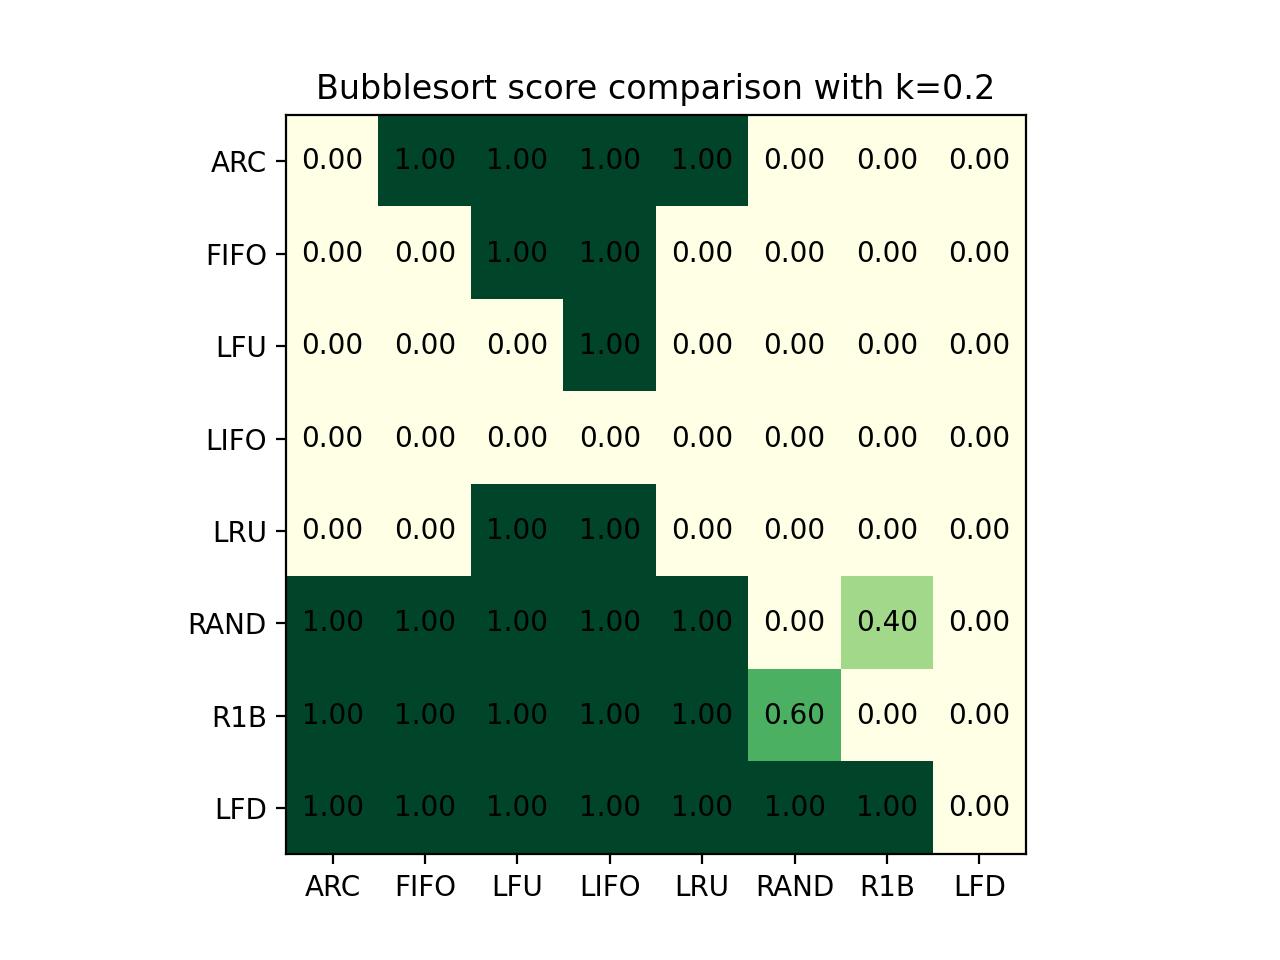 Bubblesort score comparison with k=0.2
ARC 0.00 1.00 1.00 1.00 1.00 0.00 0.00 0.00
FIFO 0.00 0.00 1.00 1.00 0.00 0.00 0.00 0.00
LFU 0.00 0.00 0.00 1.00 0.00 0.00 0.00 0.00
LIFO 0.00 0.00 0.00 0.00 0.00 0.00 0.00 0.00
LRU 0.00 0.00 1.00 1.00 0.00 0.00 0.00 0.00
RAND 1.00 1.00 1.00 1.00 1.00 0.00 0.40 0.00
R1B 1.00 1.00 1.00 1.00 1.00 0.60 0.00 0.00
LFD 1.00 1.00 1.00 1.00 1.00 1.00 1.00 0.00
ARC FIFO LFU LIFO LRU RAND R1B LFD